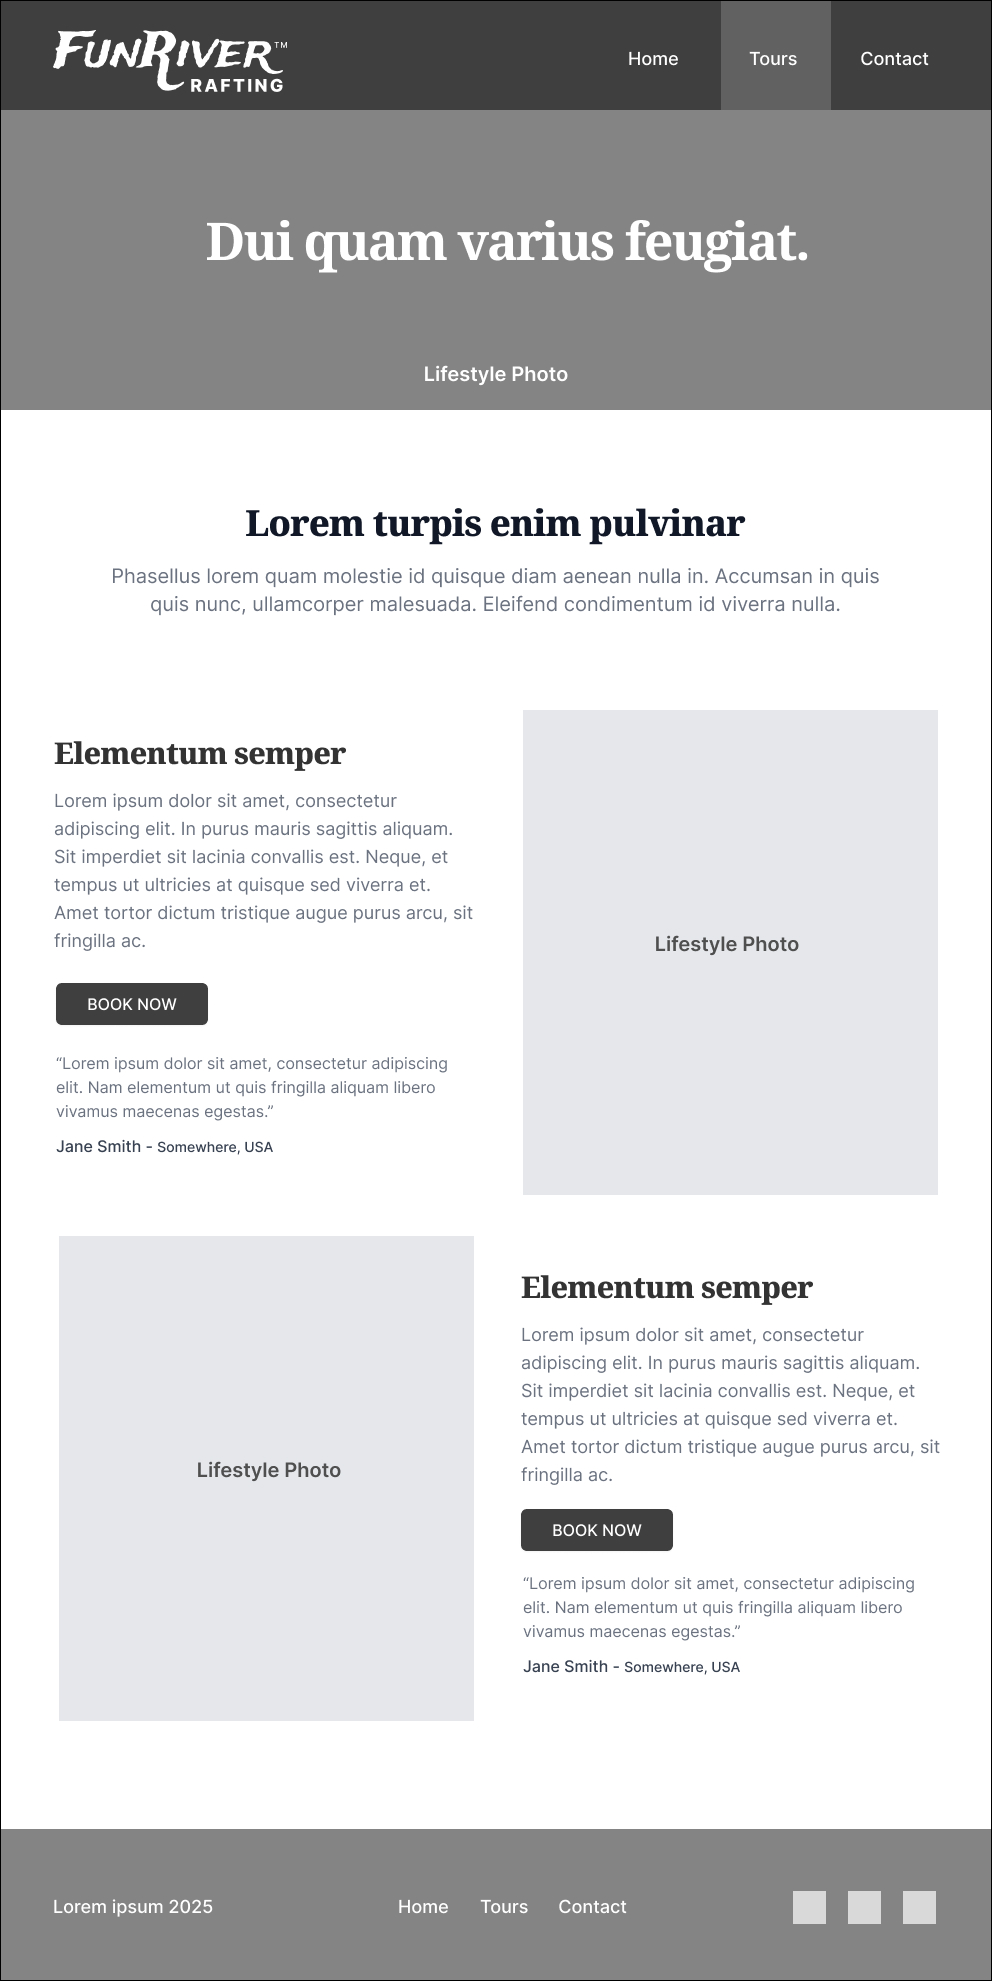 FUNRIVER™
RAFTING
Home Tours Contact
Dui quam varius feugiat.
Lifestyle Photo
Lorem turpis enim pulvinar
Phasellus lorem quam molestie id quisque diam aenean nulla in. Accumsan in quis
quis nunc, ullamcorper malesuada. Eleifend condimentum id viverra nulla.
Elementum semper
Lorem ipsum dolor sit amet, consectetur
adipiscing elit. In purus mauris sagittis aliquam.
Sit imperdiet sit lacinia convallis est. Neque, et
tempus ut ultricies at quisque sed viverra et.
Amet tortor dictum tristique augue purus arcu, sit
fringilla ac.
BOOK NOW
“Lorem ipsum dolor sit amet, consectetur adipiscing
elit. Nam elementum ut quis fringilla aliquam libero
vivamus maecenas egestas.”
Jane Smith - Somewhere, USA
Lifestyle Photo
Lifestyle Photo
Elementum semper
Lorem ipsum dolor sit amet, consectetur
adipiscing elit. In purus mauris sagittis aliquam.
Sit imperdiet sit lacinia convallis est. Neque, et
tempus ut ultricies at quisque sed viverra et.
Amet tortor dictum tristique augue purus arcu, sit
fringilla ac.
BOOK NOW
“Lorem ipsum dolor sit amet, consectetur adipiscing
elit. Nam elementum ut quis fringilla aliquam libero
vivamus maecenas egestas.”
Jane Smith - Somewhere, USA
Lorem ipsum 2025 Home Tours Contact